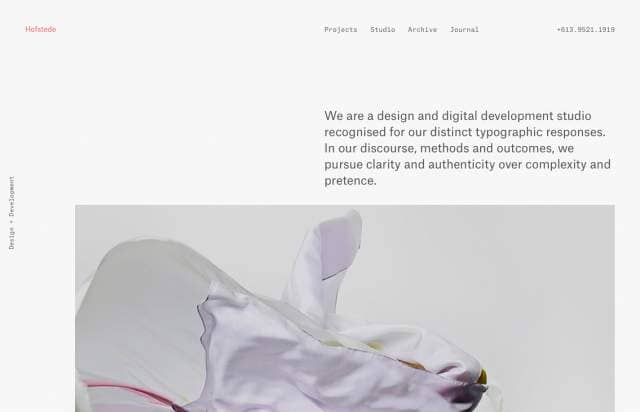 Hofstede
Projects Studio Archive Journal
+613.9521.1919
We are a design and digital development studio
recognised for our distinct typographic responses.
In our discourse, methods and outcomes, we
pursue clarity and authenticity over complexity and
pretence.
Design + Development